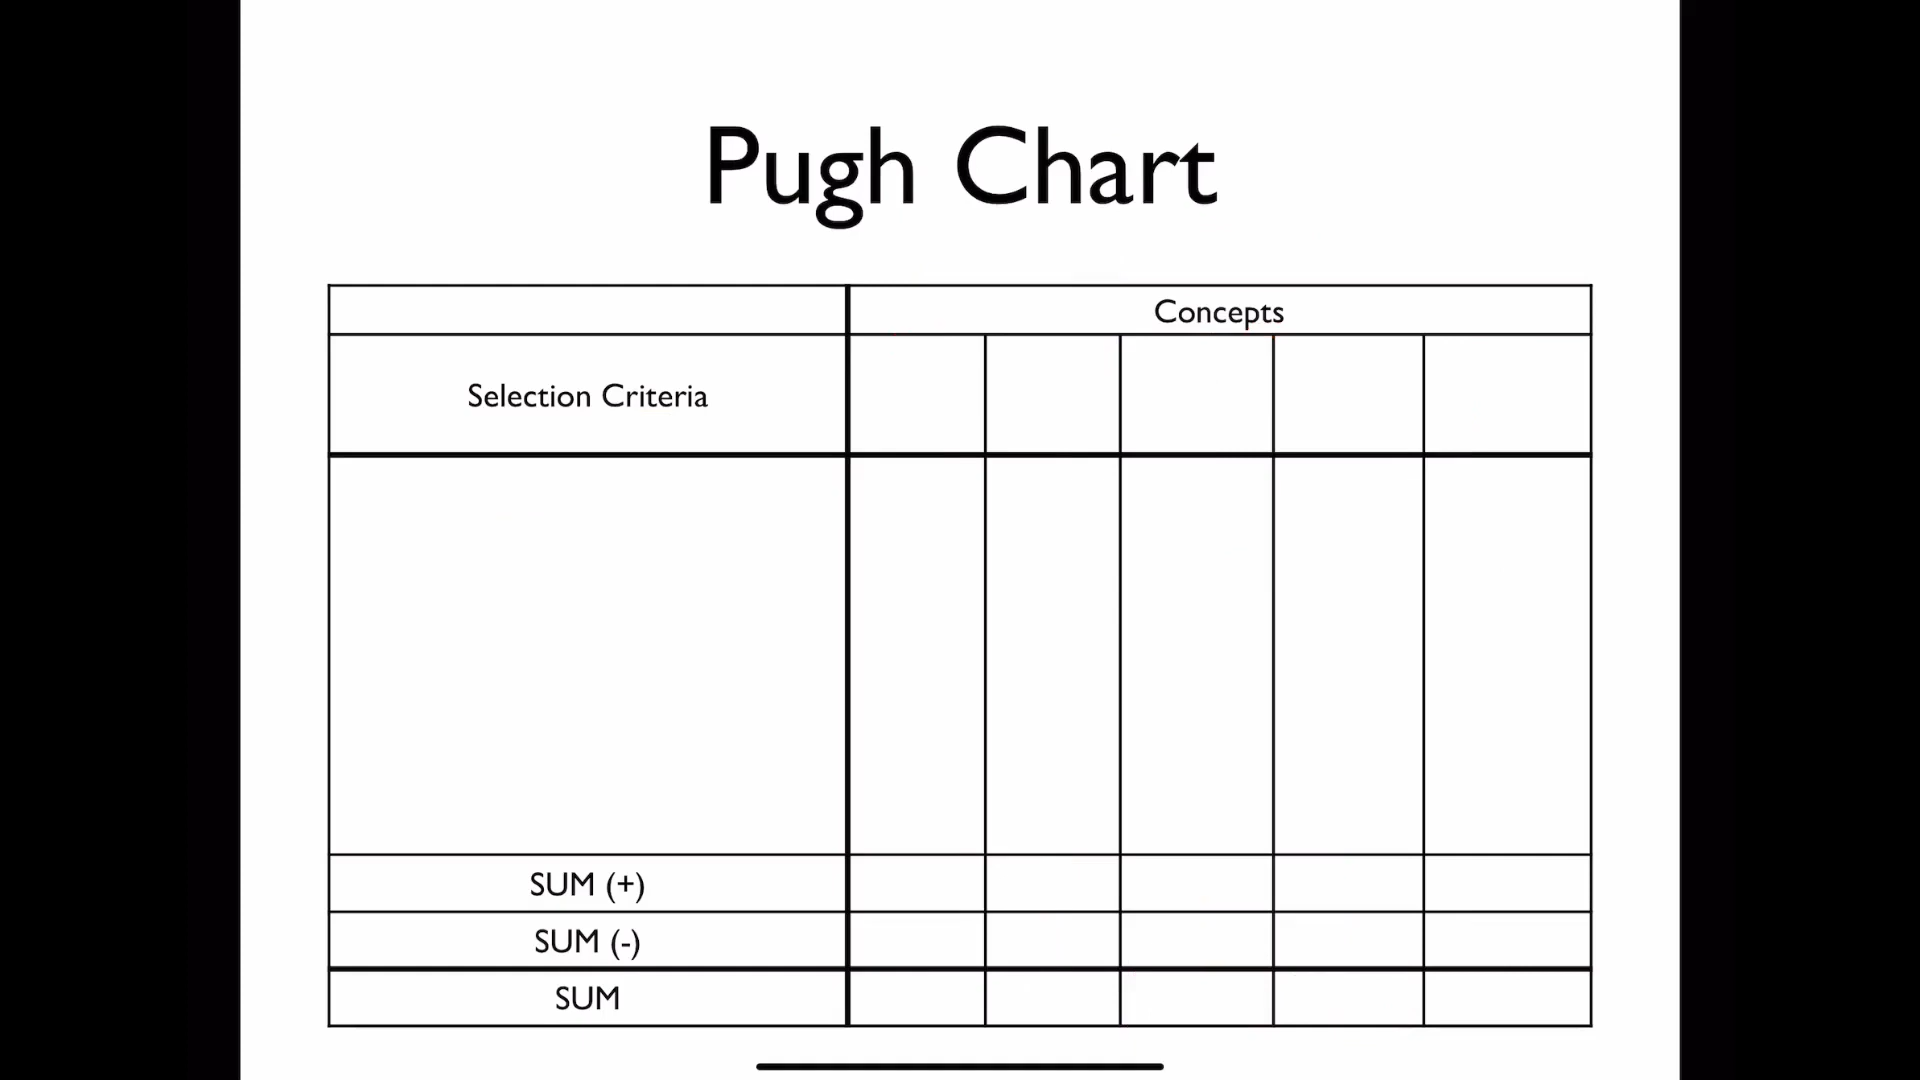 Pugh Chart
Concepts
Selection Criteria
SUM (+)
SUM (-)
SUM